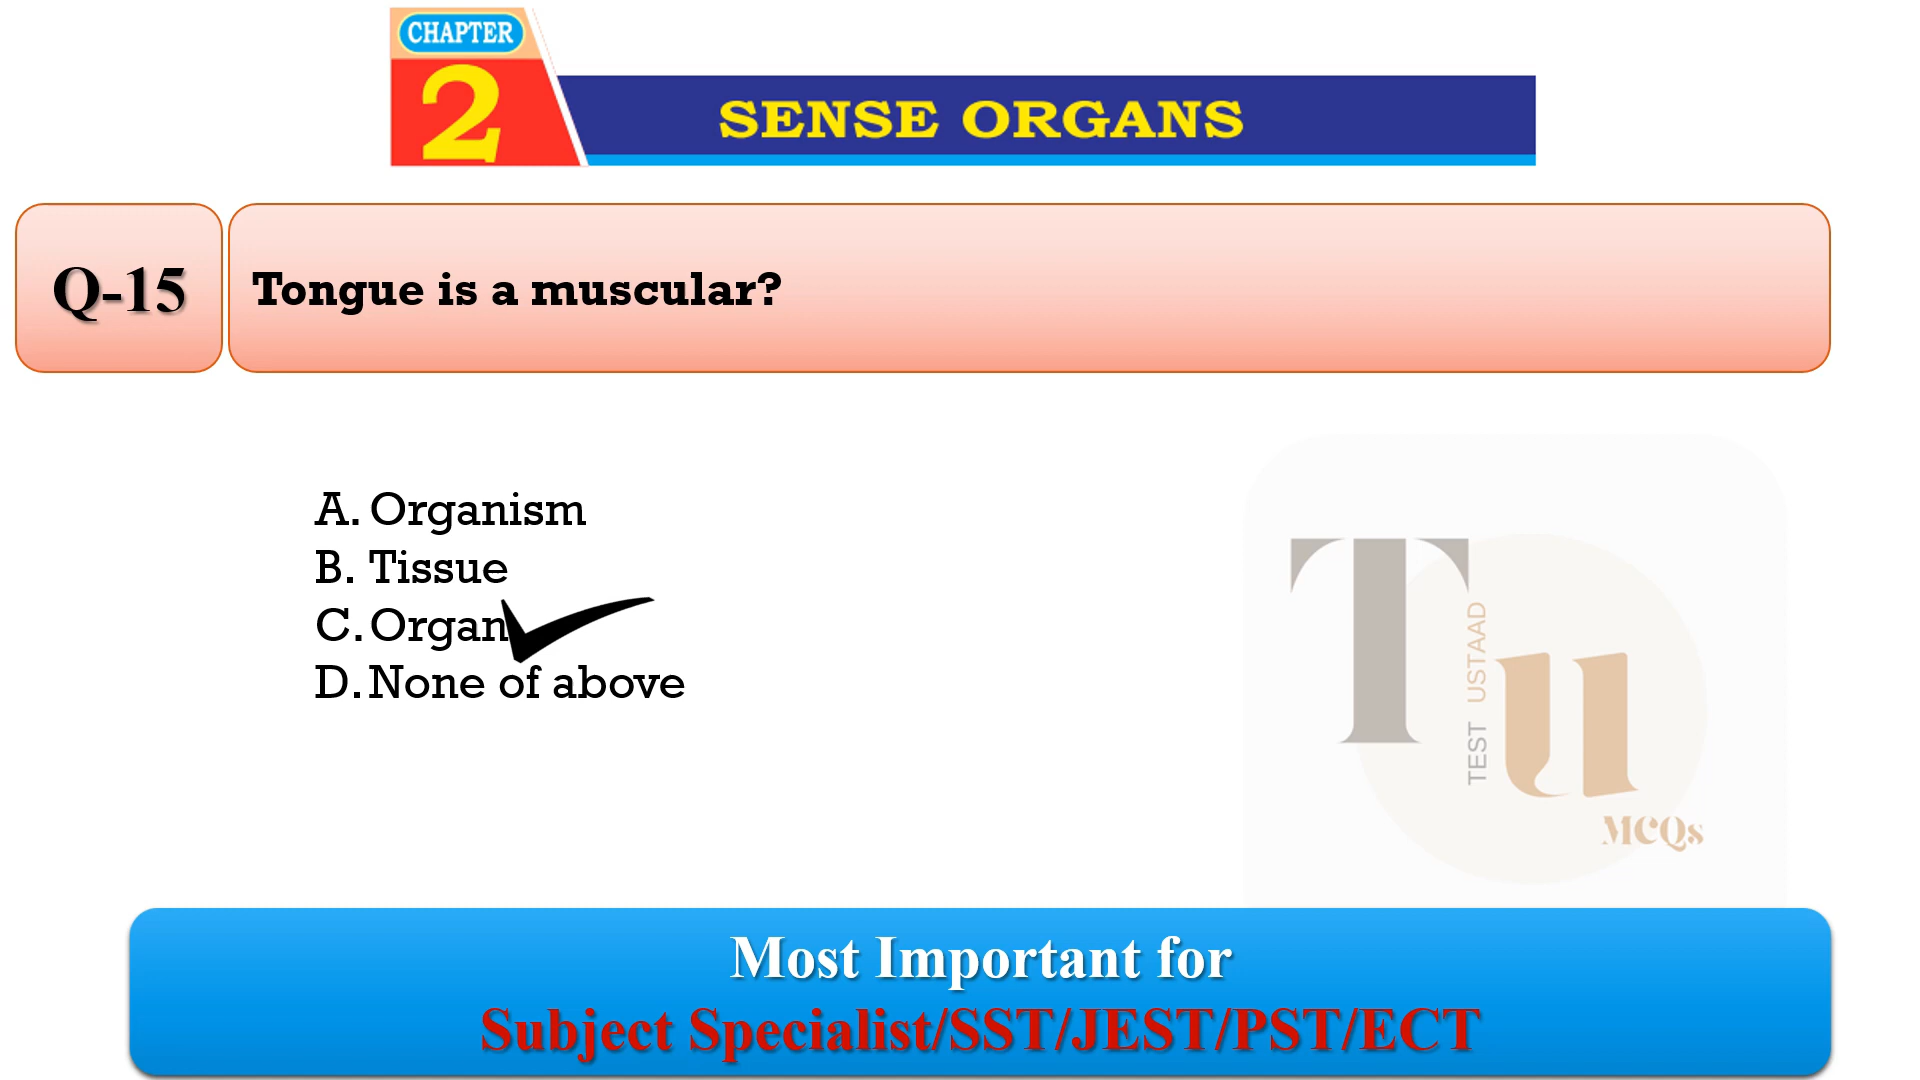 CHAPTER
2
SENSE ORGANS
Q-15
Tongue is a muscular?
A. Organism
B. Tissue
C. Organ
D. None of above
T
TEST USTAAD
u
MCQs
Most Important for
Subject Specialist/SST/JEST/PST/ECT